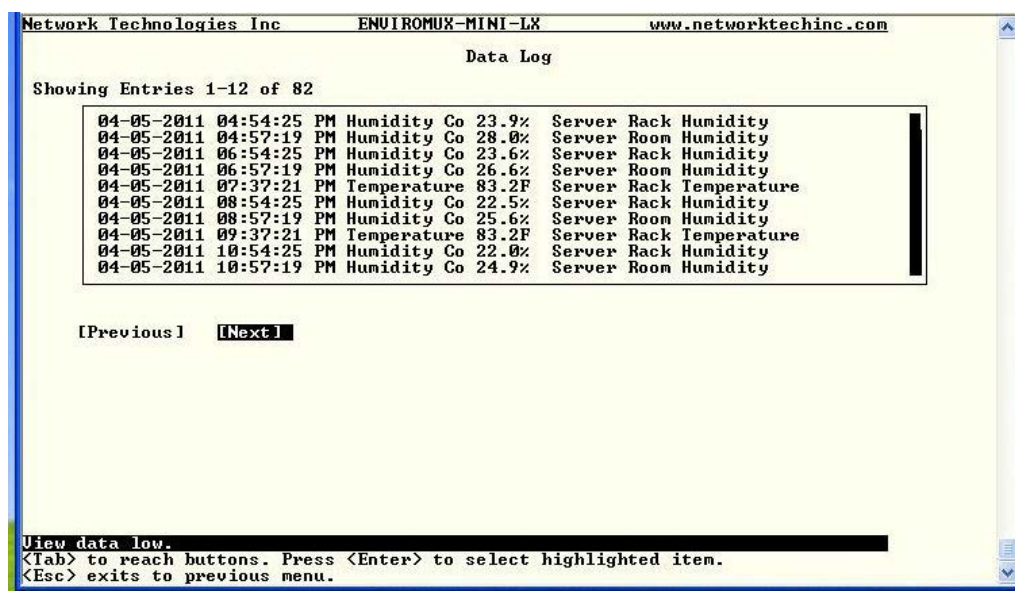 Network Technologies Inc ENVIROMUX-MINI-LX www.networktechinc.com
Data Log
Showing Entries 1-12 of 82
04-05-2011 04:54:25 PM Humidity Co 23.9% Server Rack Humidity
04-05-2011 04:57:19 PM Humidity Co 28.0% Server Room Humidity
04-05-2011 06:54:25 PM Humidity Co 23.6% Server Rack Humidity
04-05-2011 06:57:19 PM Humidity Co 26.6% Server Room Humidity
04-05-2011 07:37:21 PM Temperature 83.2F Server Rack Temperature
04-05-2011 08:54:25 PM Humidity Co 22.5% Server Rack Humidity
04-05-2011 08:57:19 PM Humidity Co 25.6% Server Room Humidity
04-05-2011 09:37:21 PM Temperature 83.2F Server Rack Temperature
04-05-2011 10:54:25 PM Humidity Co 22.0% Server Rack Humidity
04-05-2011 10:57:19 PM Humidity Co 24.9% Server Room Humidity
[Previous] [Next]
View data low.
<Tab> to reach buttons. Press <Enter> to select highlighted item.
<Esc> exits to previous menu.